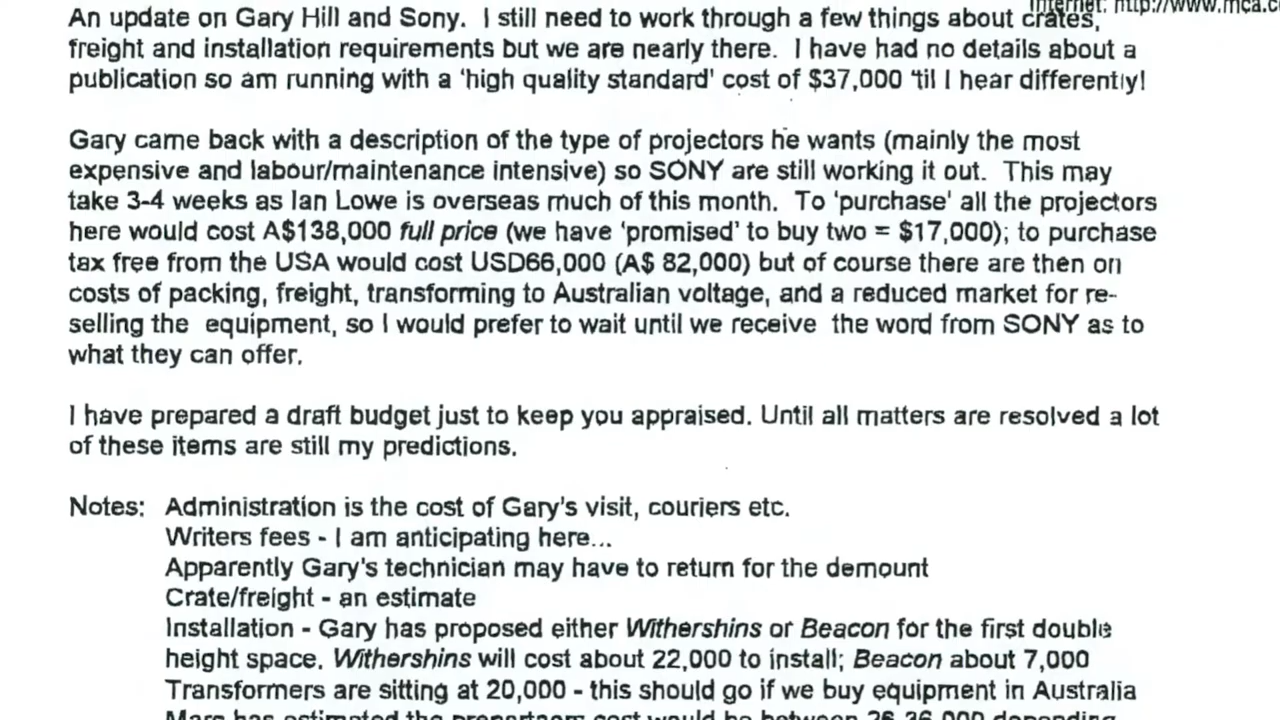 Internet: http://www.mca.c
An update on Gary Hill and Sony.  I still need to work through a few things about crates,
freight and installation requirements but we are nearly there.  I have had no details about a
publication so am running with a 'high quality standard' cost of $37,000 'til I hear differently!
Gary came back with a description of the type of projectors he wants (mainly the most
expensive and labour/maintenance intensive) so SONY are still working it out.  This may
take 3-4 weeks as Ian Lowe is overseas much of this month.  To 'purchase' all the projectors
here would cost A$138,000 full price (we have 'promised' to buy two = $17,000); to purchase
tax free from the USA would cost USD66,000 (A$ 82,000) but of course there are then on
costs of packing, freight, transforming to Australian voltage, and a reduced market for re-
selling the  equipment, so I would prefer to wait until we receive  the word from SONY as to
what they can offer.
I have prepared a draft budget just to keep you appraised. Until all matters are resolved a lot
of these items are still my predictions.
Notes:  Administration is the cost of Gary's visit, couriers etc.
Writers fees - I am anticipating here...
Apparently Gary's technician may have to return for the demount
Crate/freight - an estimate
Installation - Gary has proposed either Withershins or Beacon for the first double
height space. Withershins will cost about 22,000 to install; Beacon about 7,000
Transformers are sitting at 20,000 - this should go if we buy equipment in Australia
has estimated the cost would be between 26-36,000 depending